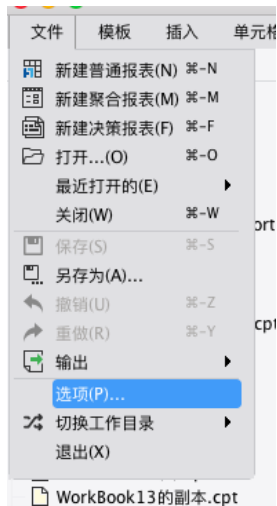 文件 模板 插入 单元格
新建普通报表(N) ⌘-N
新建聚合报表(M) ⌘-M
新建决策报表(F) ⌘-F
打开...(O) ⌘-O
最近打开的(E)
关闭(W) ⌘-W
ort
保存(S) ⌘-S
另存为(A)...
撤销(U) ⌘-Z
重做(R) ⌘-Y
cpt
输出
选项(P)...
切换工作目录
退出(X)
WorkBook13的副本.cpt